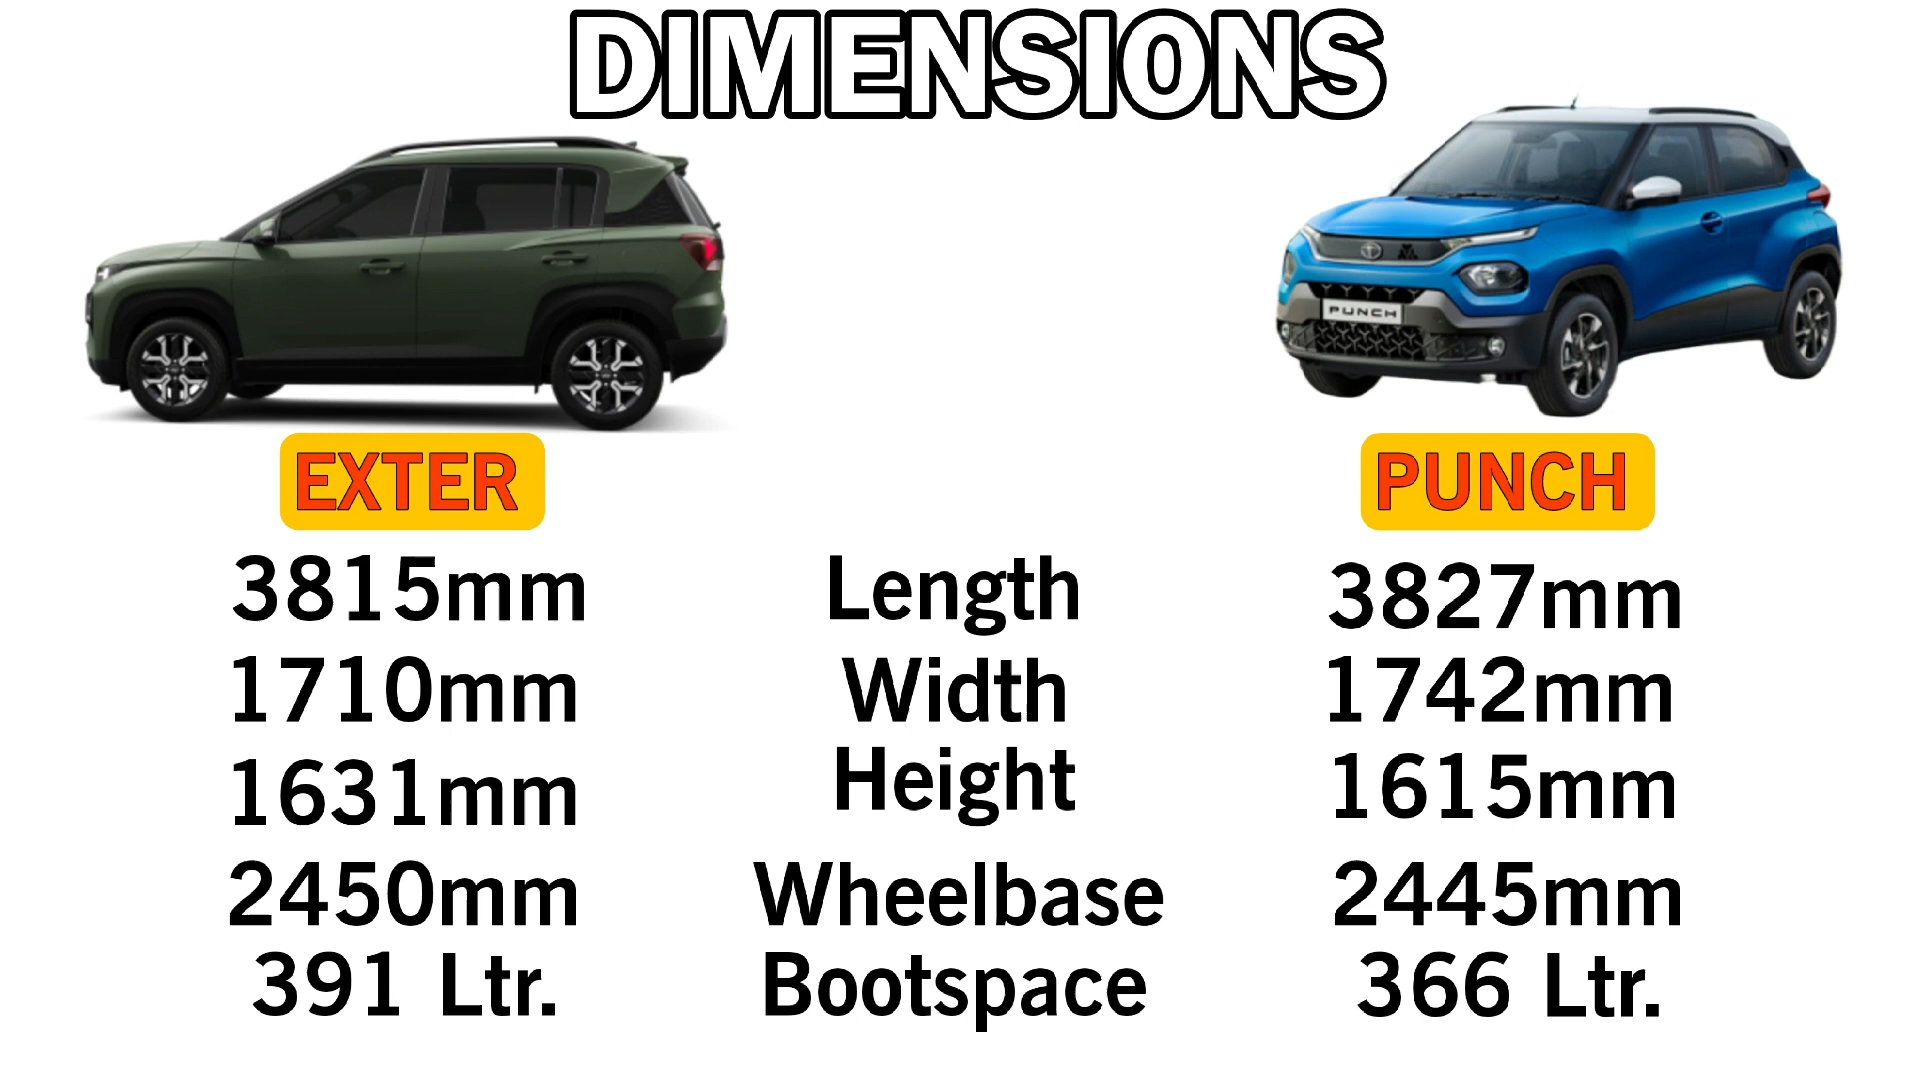 DIMENSIONS
PUNCH
EXTER PUNCH
3815mm Length 3827mm
1710mm Width 1742mm
1631mm Height 1615mm
2450mm Wheelbase 2445mm
391 Ltr. Bootspace 366 Ltr.